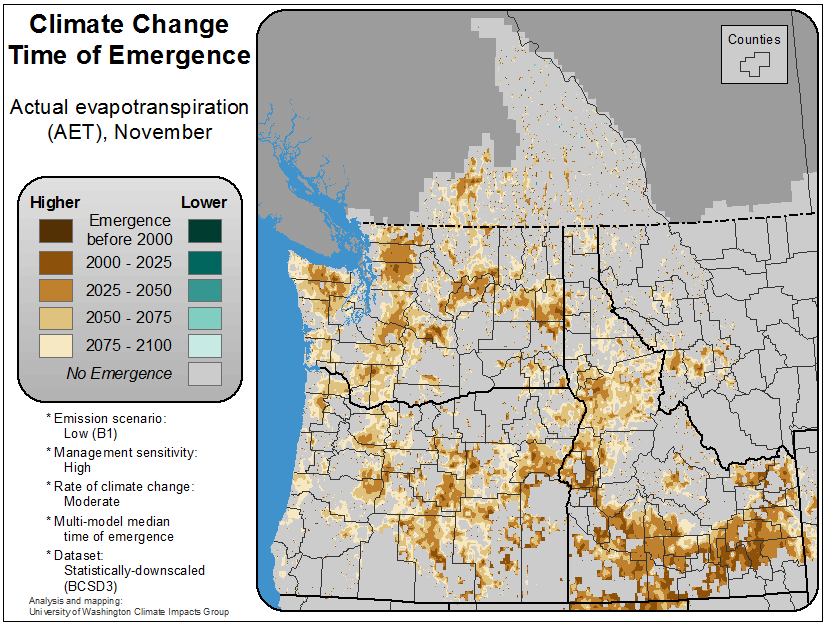 Climate Change
Time of Emergence
Actual evapotranspiration
(AET), November
Higher Lower
Emergence
before 2000
2000 - 2025
2025 - 2050
2050 - 2075
2075 - 2100
No Emergence
* Emission scenario:
Low (B1)
* Management sensitivity:
High
* Rate of climate change:
Moderate
* Multi-model median
time of emergence
* Dataset:
Statistically-downscaled
(BCSD3)
Analysis and mapping:
University of Washington Climate Impacts Group
Counties